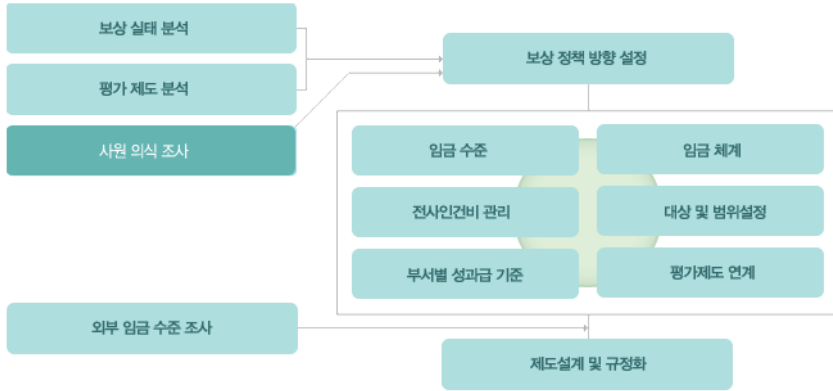 보상 실태 분석
평가 제도 분석
사원 의식 조사
보상 정책 방향 설정
임금 수준
임금 체계
전사인건비 관리
대상 및 범위설정
부서별 성과급 기준
평가제도 연계
외부 임금 수준 조사
제도설계 및 규정화